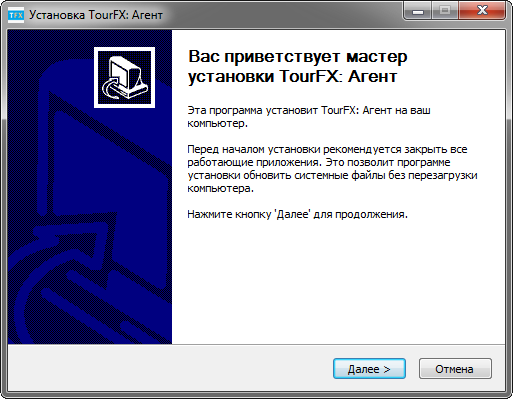 TFX Установка TourFX: Агент
Вас приветствует мастер
установки TourFX: Агент
Эта программа установит TourFX: Агент на ваш
компьютер.
Перед началом установки рекомендуется закрыть все
работающие приложения. Это позволит программе
установки обновить системные файлы без перезагрузки
компьютера.
Нажмите кнопку 'Далее' для продолжения.
Далее >
Отмена